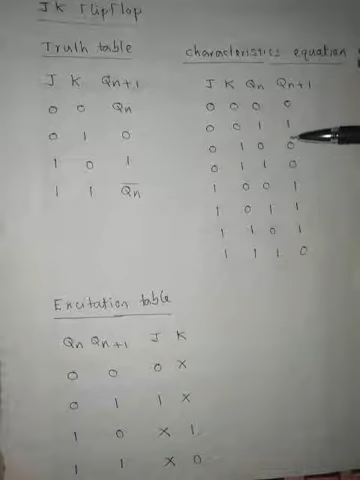 JK flipflop
Truth table
J K Qn+1
0 0 Qn
0 1 0
1 0 1
1 1 Q̅n
characteristics equation
J K Qn Qn+1
0 0 0 0
0 0 1 1
0 1 0 0
0 1 1 0
1 0 0 1
1 0 1 1
1 1 0 1
1 1 1 0
Excitation table
Qn Qn+1 J K
0 0 0 X
0 1 1 X
1 0 X 1
1 1 X 0